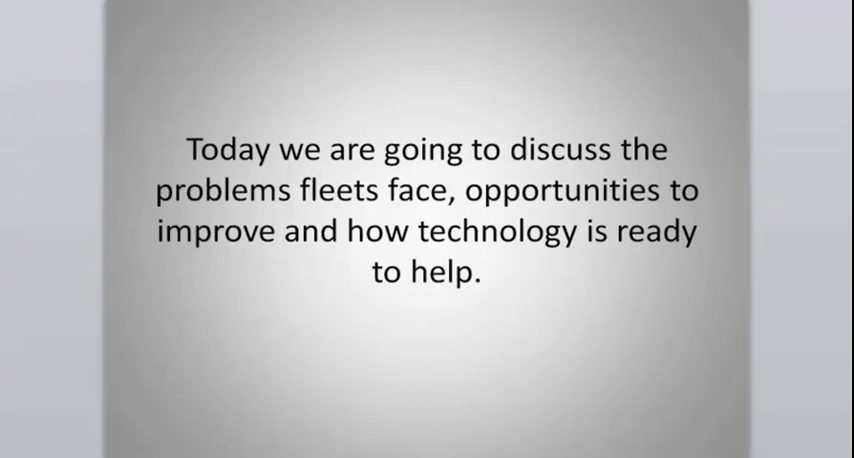 Today we are going to discuss the
problems fleets face, opportunities to
improve and how technology is ready
to help.